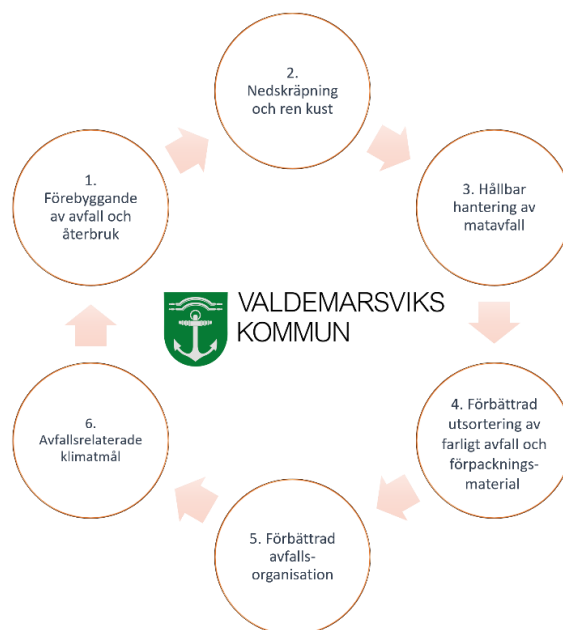 1.
Förebyggande
av avfall och
återbruk
2.
Nedskräpning
och ren kust
3. Hållbar
hantering av
matavfall
4. Förbättrad
utsortering av
farligt avfall och
förpacknings-
material
5. Förbättrad
avfalls-
organisation
6.
Avfallsrelaterade
klimatmål
VALDEMARSVIKS
KOMMUN